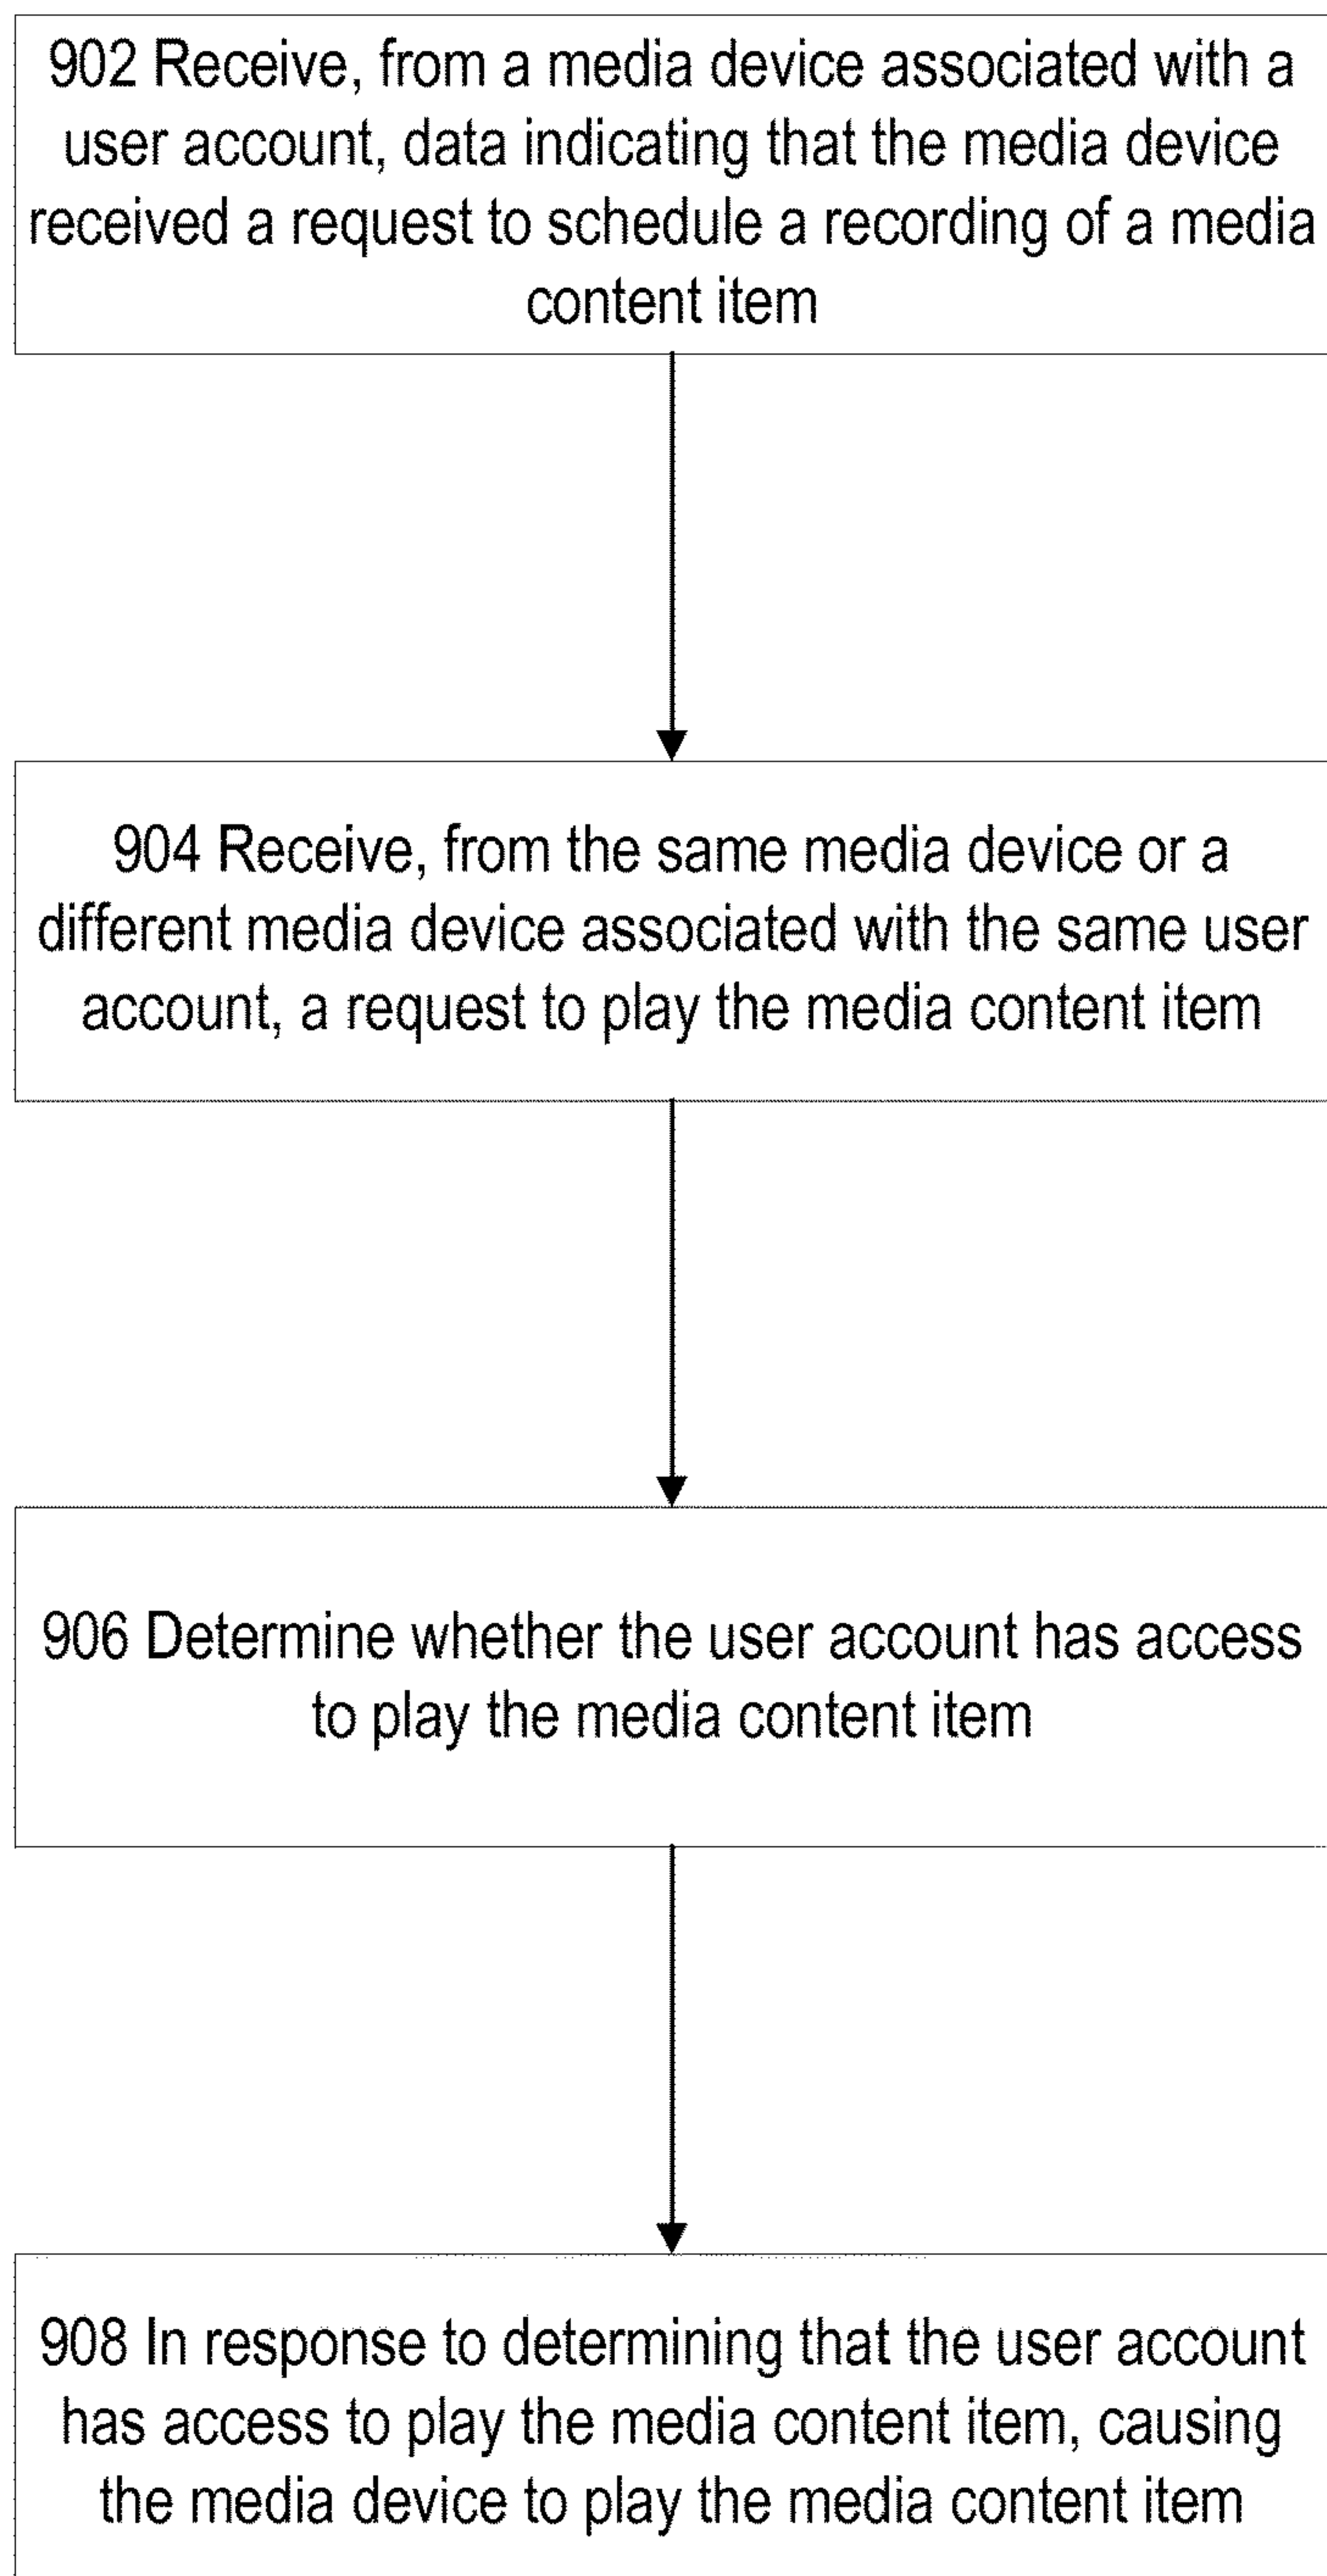 902 Receive, from a media device associated with a
user account, data indicating that the media device
received a request to schedule a recording of a media
content item
904 Receive, from the same media device or a
different media device associated with the same user
account, a request to play the media content item
906 Determine whether the user account has access
to play the media content item
908 In response to determining that the user account
has access to play the media content item, causing
the media device to play the media content item